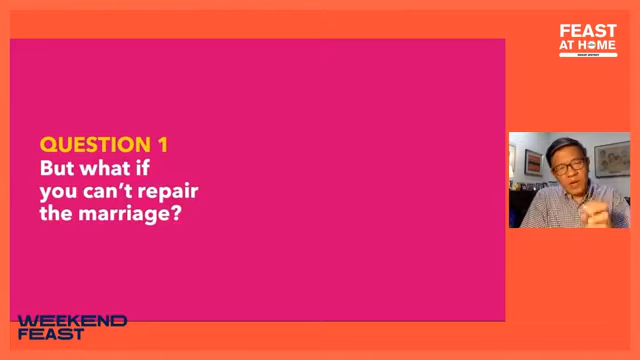 FEAST
AT HOME
QUESTION 1
But what if
you can't repair
the marriage?
WEEKEND
FEAST